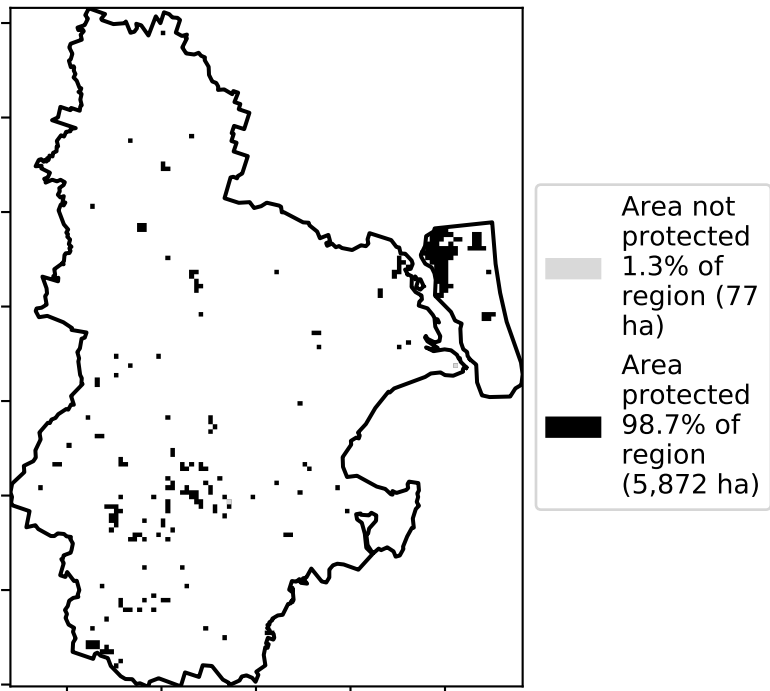 Area not
protected
1.3% of
region (77
ha)
Area
protected
98.7% of
region
(5,872 ha)